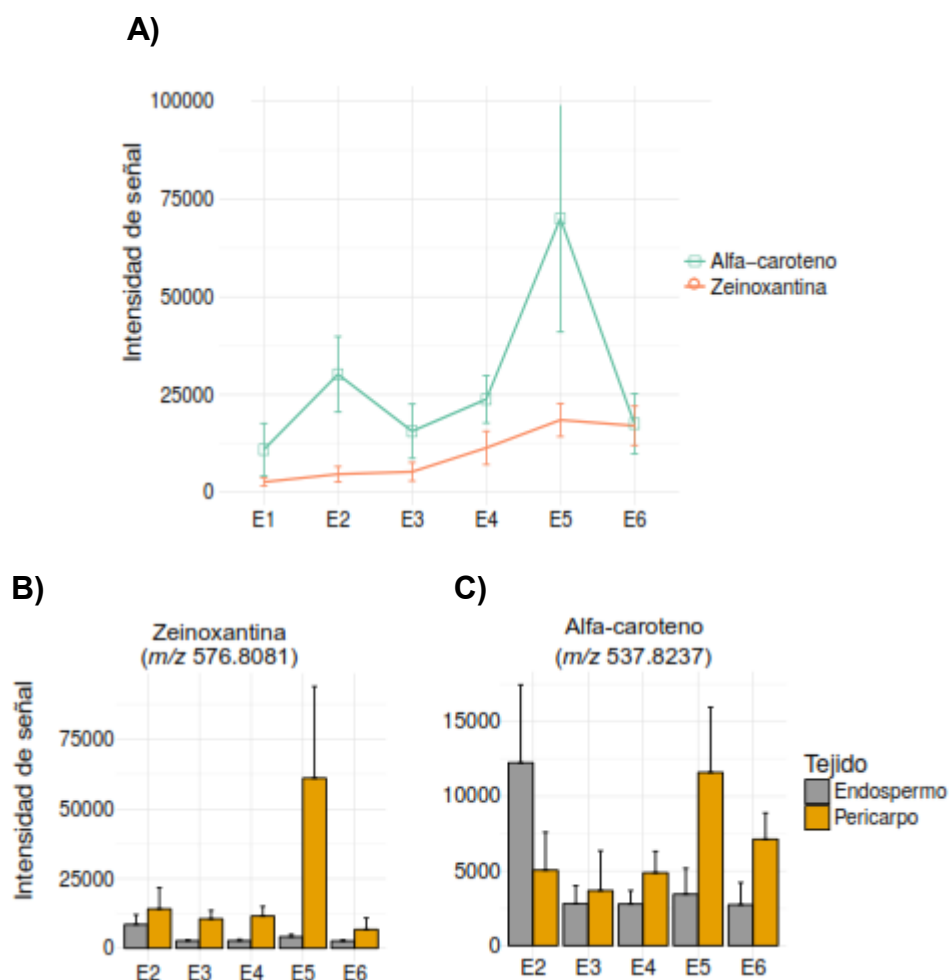 A)
Intensidad de señal
100000
75000
50000
25000
0
E1 E2 E3 E4 E5 E6
Alfa-caroteno
Zeinoxantina
B)
Zeinoxantina
(m/z 576.8081)
Intensidad de señal
75000
50000
25000
0
E2 E3 E4 E5 E6
C)
Alfa-caroteno
(m/z 537.8237)
15000
10000
5000
0
E2 E3 E4 E5 E6
Tejido
Endospermo
Pericarpo